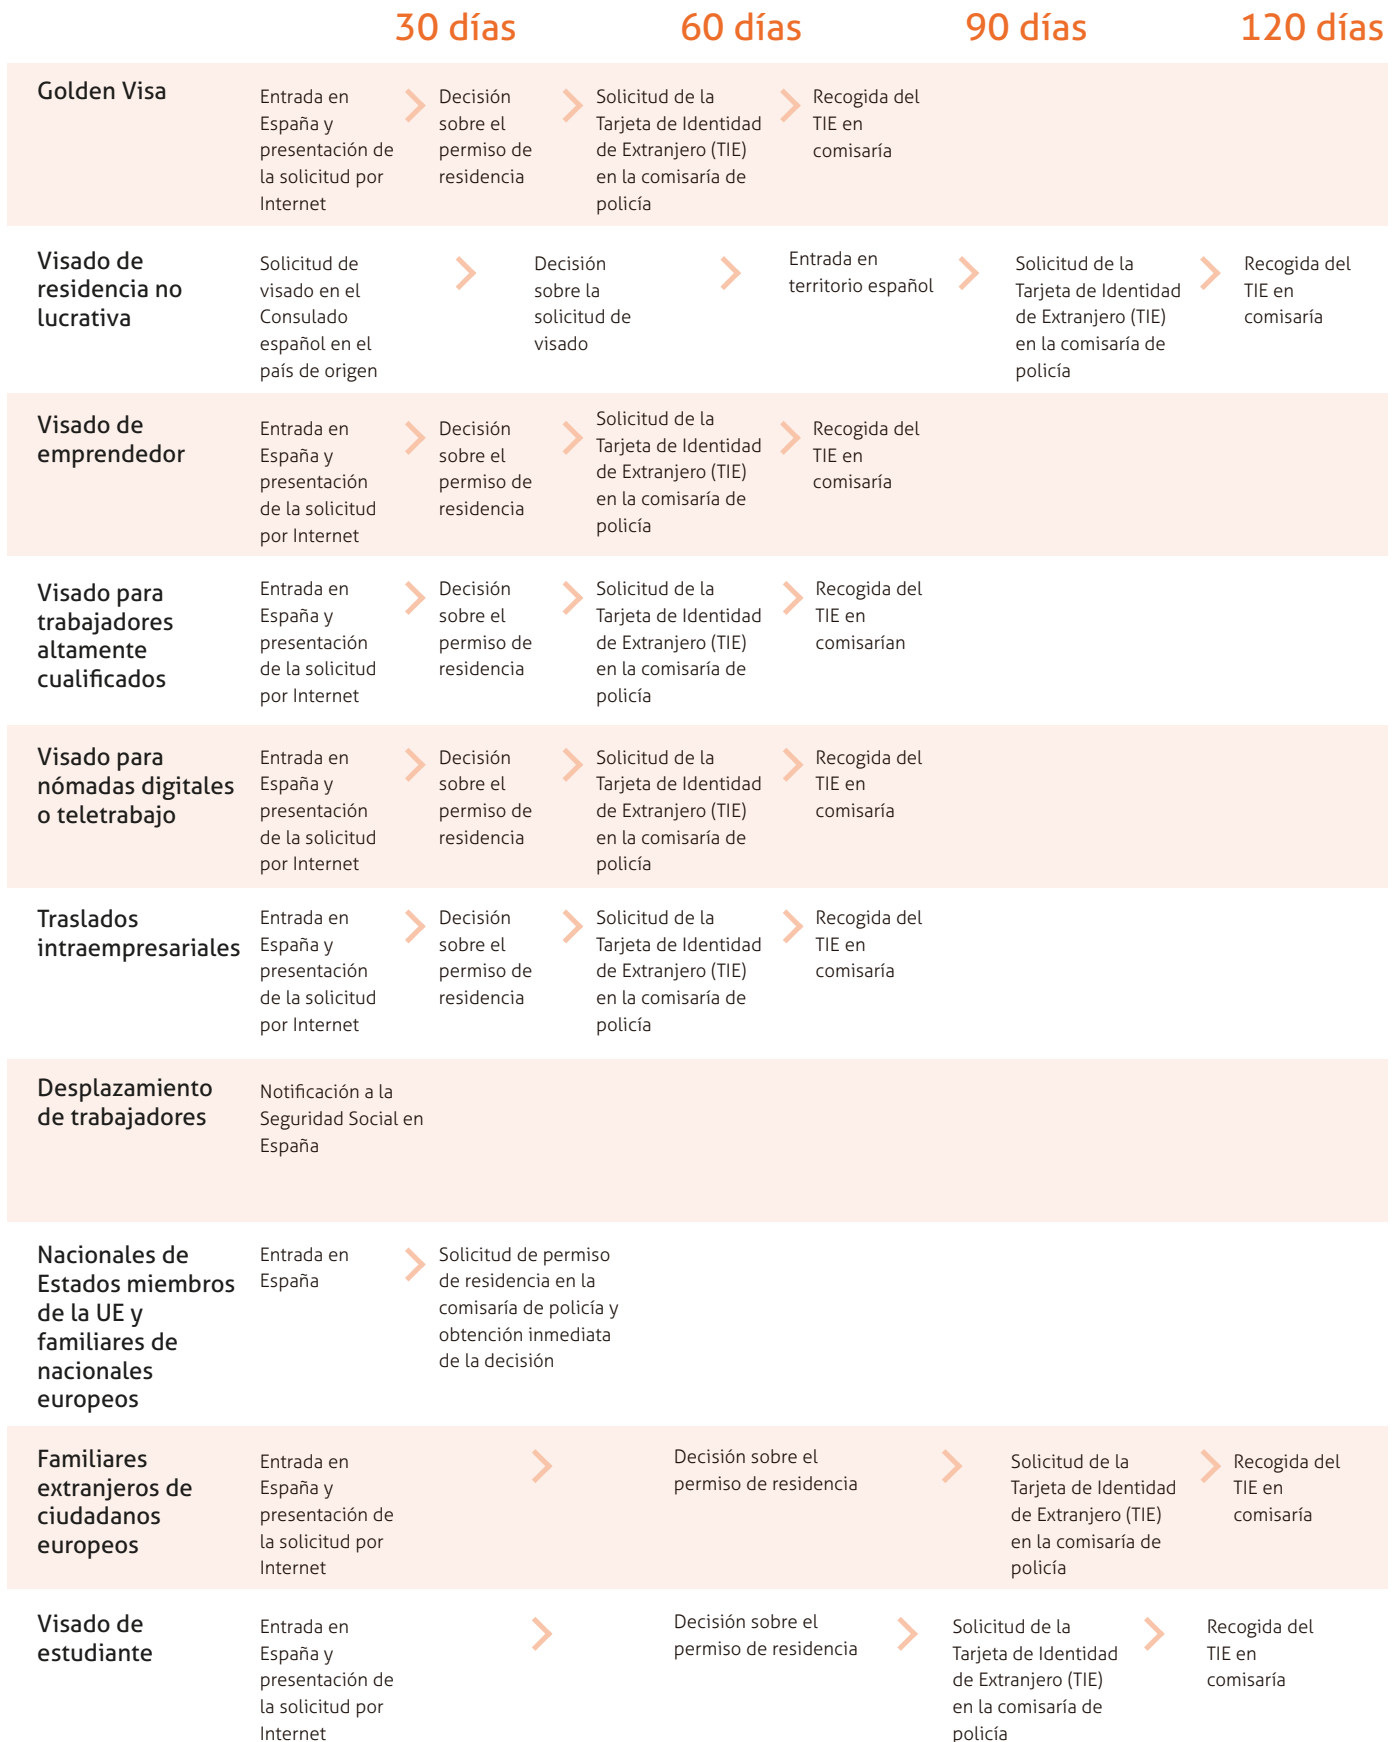 30 días 60 días 90 días 120 días
Golden Visa
Entrada en
España y
presentación de
la solicitud por
Internet
Decisión
sobre el
permiso de
residencia
Solicitud de la
Tarjeta de Identidad
de Extranjero (TIE)
en la comisaría de
policía
Recogida del
TIE en
comisaría
Visado de
residencia no
lucrativa
Solicitud de
visado en el
Consulado
español en el
país de origen
Decisión
sobre la
solicitud de
visado
Entrada en
territorio español
Solicitud de la
Tarjeta de Identidad
de Extranjero (TIE)
en la comisaría de
policía
Recogida del
TIE en
comisaría
Visado de
emprendedor
Entrada en
España y
presentación
de la solicitud
por Internet
Decisión
sobre el
permiso de
residencia
Solicitud de la
Tarjeta de Identidad
de Extranjero (TIE)
en la comisaría de
policía
Recogida del
TIE en
comisaría
Visado para
trabajadores
altamente
cualificados
Entrada en
España y
presentación
de la solicitud
por Internet
Decisión
sobre el
permiso de
residencia
Solicitud de la
Tarjeta de Identidad
de Extranjero (TIE)
en la comisaría de
policía
Recogida del
TIE en
comisarían
Visado para
nómadas digitales
o teletrabajo
Entrada en
España y
presentación
de la solicitud
por Internet
Decisión
sobre el
permiso de
residencia
Solicitud de la
Tarjeta de Identidad
de Extranjero (TIE)
en la comisaría de
policía
Recogida del
TIE en
comisaría
Traslados
intraempresariales
Entrada en
España y
presentación
de la solicitud
por Internet
Decisión
sobre el
permiso de
residencia
Solicitud de la
Tarjeta de Identidad
de Extranjero (TIE)
en la comisaría de
policía
Recogida del
TIE en
comisaría
Desplazamiento
de trabajadores
Notificación a la
Seguridad Social en
España
Nacionales de
Estados miembros
de la UE y
familiares de
nacionales
europeos
Entrada en
España
Solicitud de permiso
de residencia en la
comisaría de policía y
obtención inmediata
de la decisión
Familiares
extranjeros de
ciudadanos
europeos
Entrada en
España y
presentación de
la solicitud por
Internet
Decisión sobre el
permiso de residencia
Solicitud de la
Tarjeta de Identidad
de Extranjero (TIE)
en la comisaría de
policía
Recogida del
TIE en
comisaría
Visado de
estudiante
Entrada en
España y
presentación de
la solicitud por
Internet
Decisión sobre el
permiso de residencia
Solicitud de la
Tarjeta de Identidad
de Extranjero (TIE)
en la comisaría de
policía
Recogida del
TIE en
comisaría